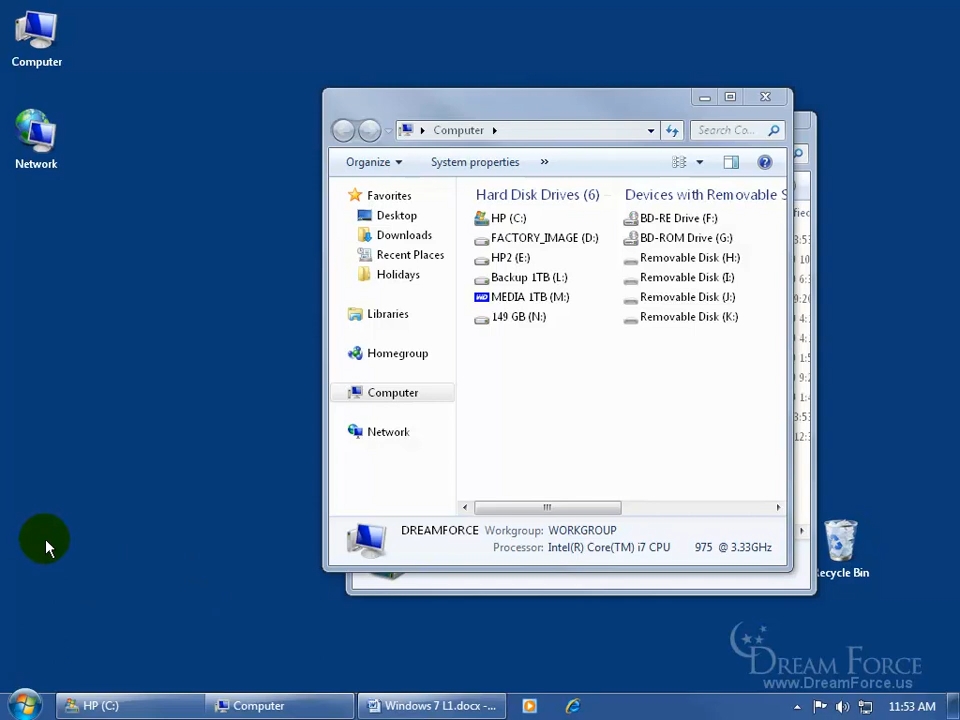 Computer
Network
Computer
Search Co...
Organize
System properties
»
Favorites
Desktop
Downloads
Recent Places
Holidays
Libraries
Homegroup
Computer
Network
Hard Disk Drives (6)
HP (C:)
FACTORY_IMAGE (D:)
HP2 (E:)
Backup 1TB (L:)
MEDIA 1TB (M:)
149 GB (N:)
Devices with Removable S
BD-RE Drive (F:)
BD-ROM Drive (G:)
Removable Disk (H:)
Removable Disk (I:)
Removable Disk (J:)
Removable Disk (K:)
DREAMFORCE Workgroup: WORKGROUP
Processor: Intel(R) Core(TM) i7 CPU 975 @ 3.33GHz
Recycle Bin
DREAM FORCE
www.DreamForce.us
HP (C:)
Computer
Windows 7 L1.docx -...
11:53 AM